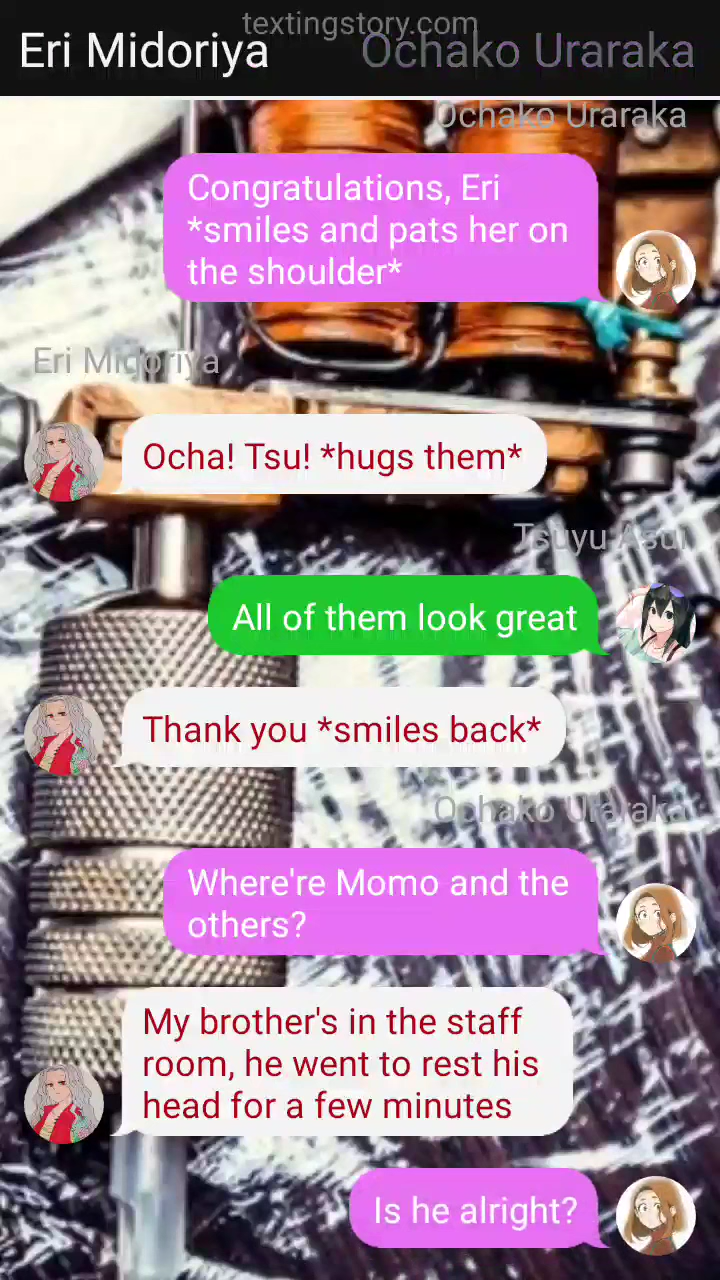 textingstory.com
Eri Midoriya
Ochako Uraraka
Ochako Uraraka
Congratulations, Eri
*smiles and pats her on
the shoulder*
Eri Midoriya
Ocha! Tsu! *hugs them*
Tsuyu Asui
All of them look great
Thank you *smiles back*
Ochako Uraraka
Where're Momo and the
others?
My brother's in the staff
room, he went to rest his
head for a few minutes
Is he alright?